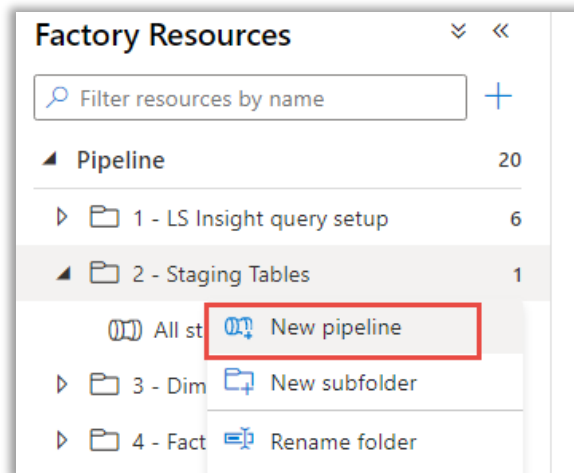 Factory Resources
Filter resources by name
Pipeline 20
1 - LS Insight query setup 6
2 - Staging Tables 1
All st
New pipeline
3 - Dim
New subfolder
4 - Fact
Rename folder